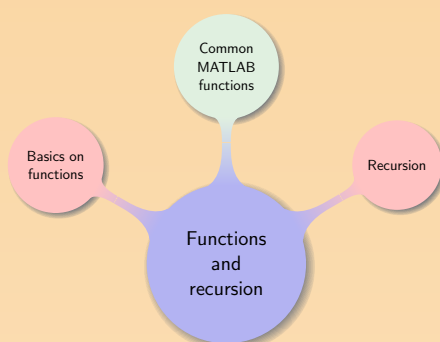 Common
MATLAB
functions
Basics on
functions
Recursion
Functions
and
recursion